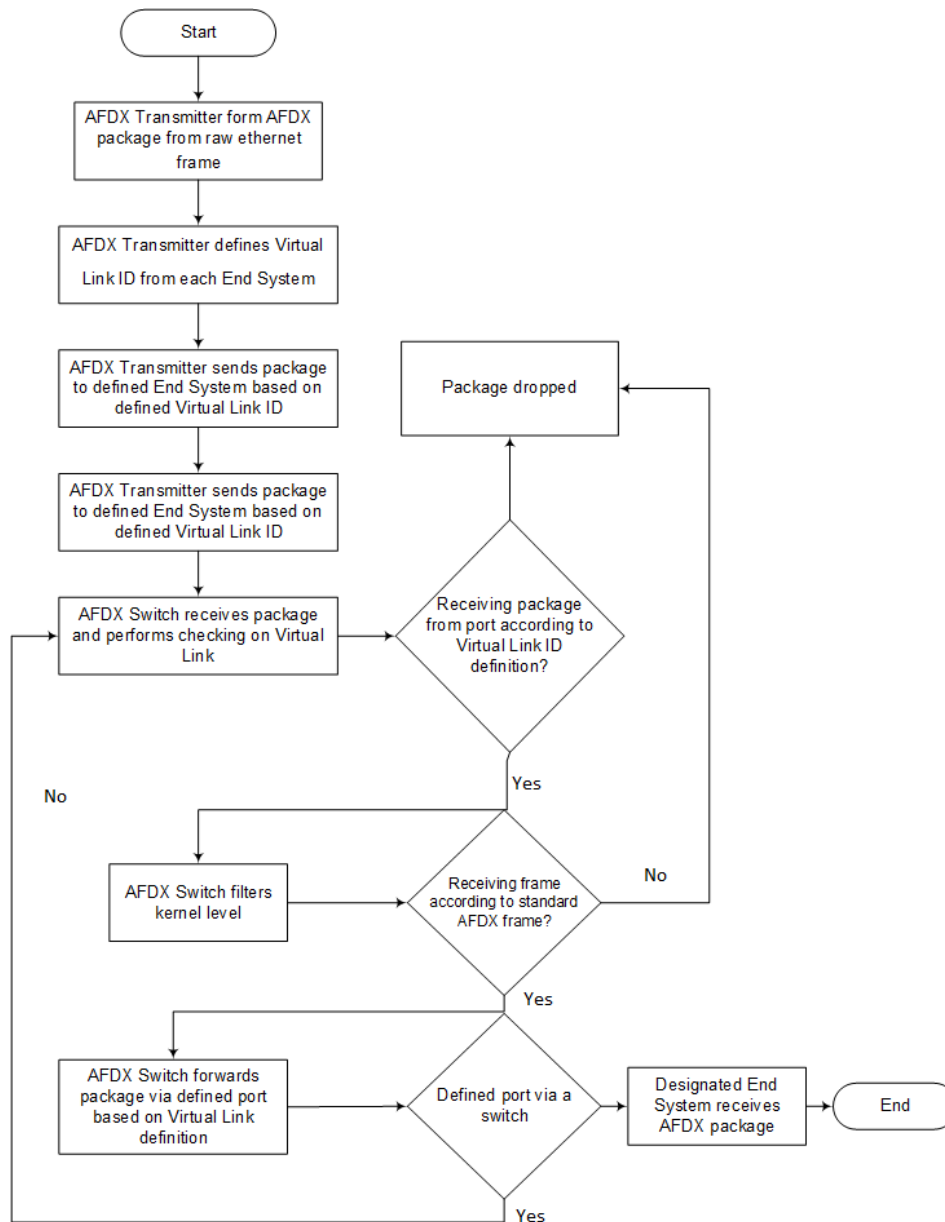 Start
AFDX Transmitter form AFDX
package from raw ethernet
frame
AFDX Transmitter defines Virtual
Link ID from each End System
AFDX Transmitter sends package
to defined End System based on
defined Virtual Link ID
Package dropped
AFDX Transmitter sends package
to defined End System based on
defined Virtual Link ID
AFDX Switch receives package
and performs checking on Virtual
Link
Receiving package
from port according to
Virtual Link ID
definition?
Yes
No
AFDX Switch filters
kernel level
Receiving frame
according to standard
AFDX frame?
No
Yes
AFDX Switch forwards
package via defined port
based on Virtual Link
definition
Defined port via a
switch
Designated End
System receives
AFDX package
End
Yes